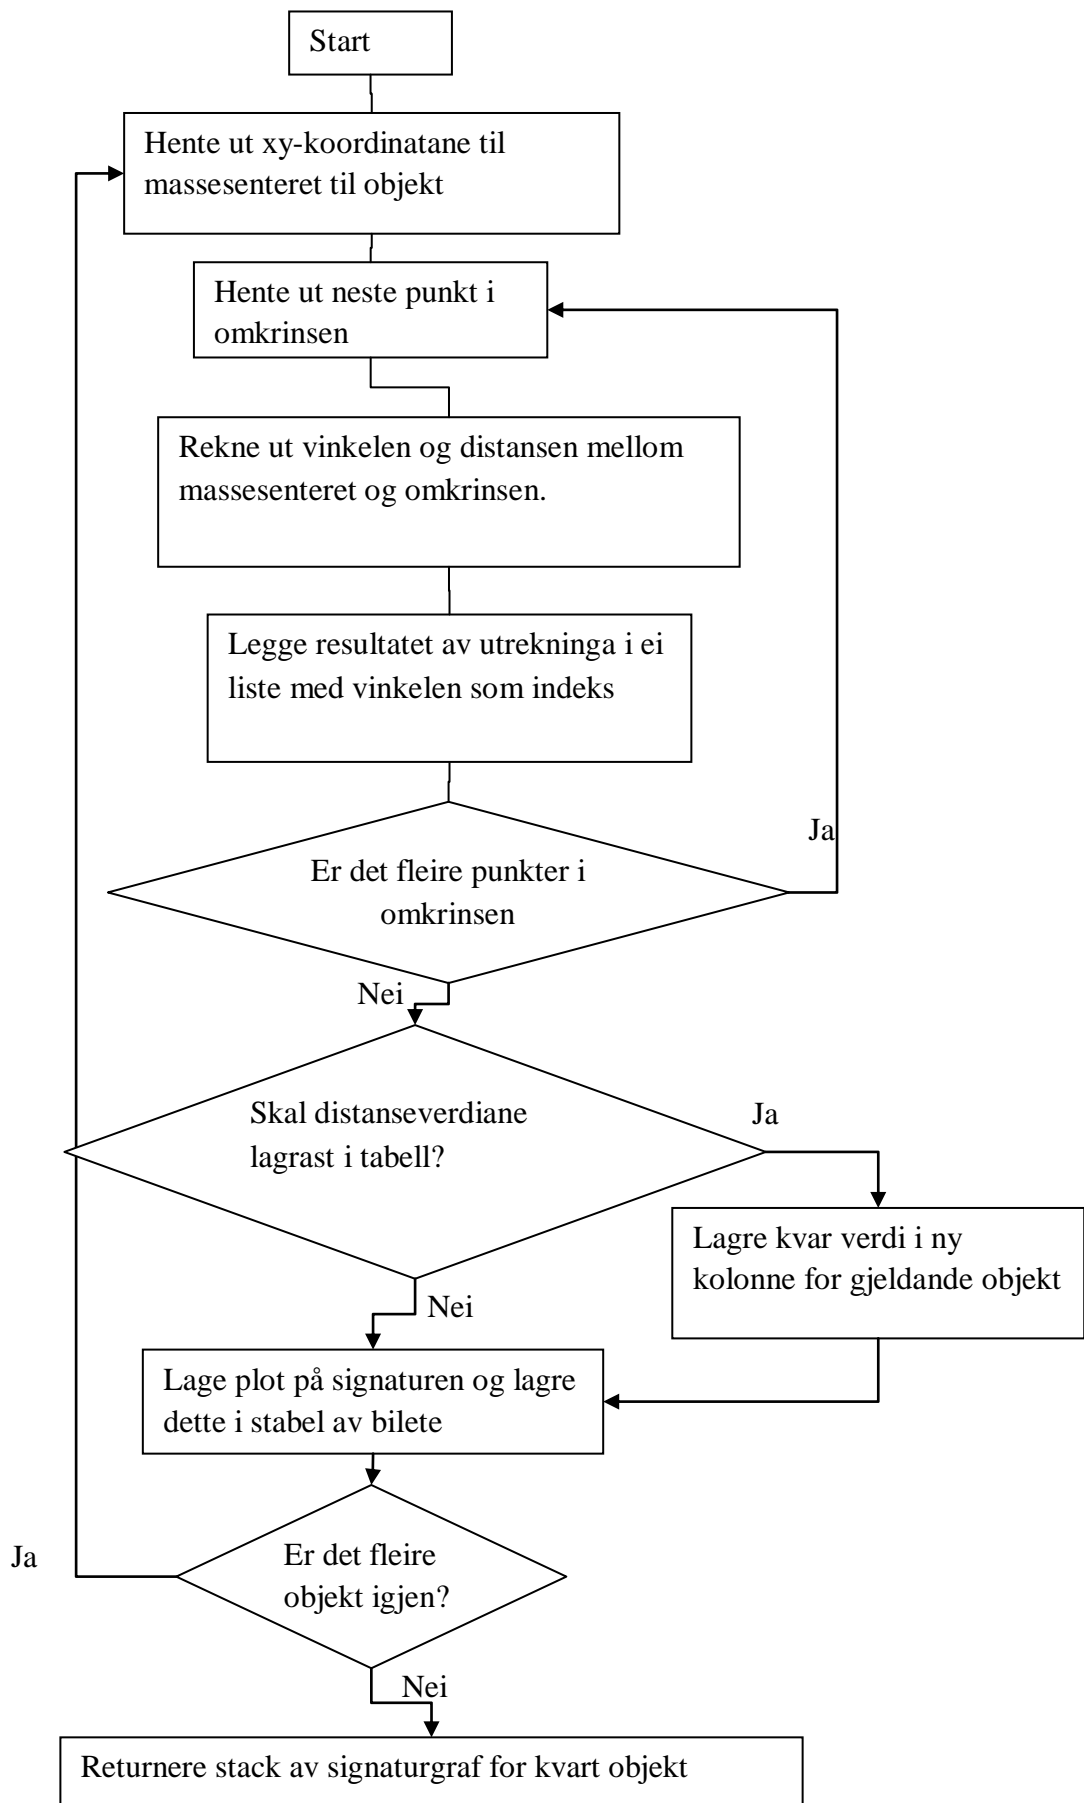 Start
Hente ut xy-koordinatane til
massesenteret til objekt
Hente ut neste punkt i
omkrinsen
Rekne ut vinkelen og distansen mellom
massesenteret og omkrinsen.
Legge resultatet av utrekninga i ei
liste med vinkelen som indeks
Ja
Er det fleire punkter i
omkrinsen
Nei
Skal distanseverdiane
lagrast i tabell?
Ja
Lagre kvar verdi i ny
kolonne for gjeldande objekt
Nei
Lage plot på signaturen og lagre
dette i stabel av bilete
Ja
Er det fleire
objekt igjen?
Nei
Returnere stack av signaturgraf for kvart objekt